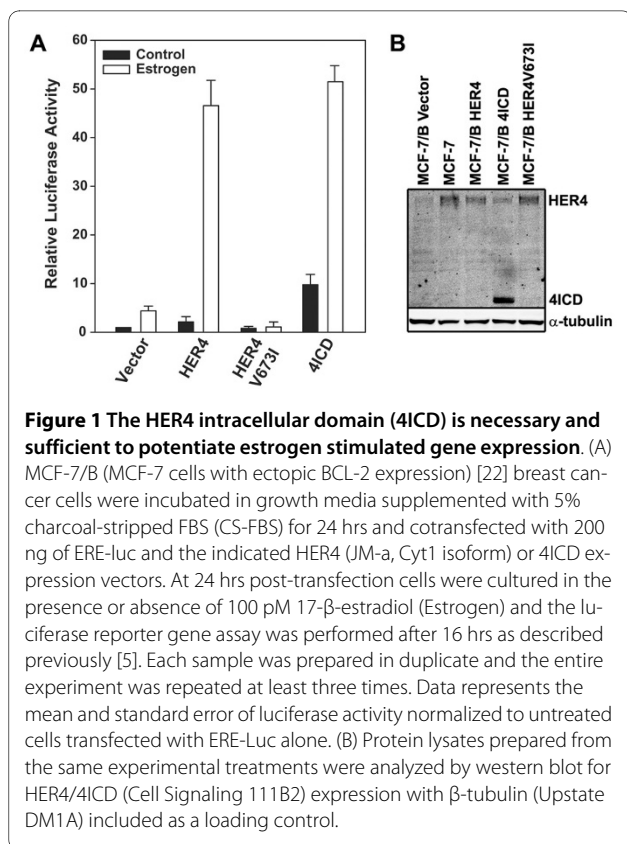 A
Relative Luciferase Activity
60
50
40
30
20
10
0
Control
Estrogen
Vector
HER4
HER4
V673I
4ICD
B
MCF-7/B Vector
MCF-7
MCF-7/B HER4
MCF-7/B 4ICD
MCF-7/B HER4V673I
HER4
4ICD
α-tubulin
Figure 1 The HER4 intracellular domain (4ICD) is necessary and
sufficient to potentiate estrogen stimulated gene expression. (A)
MCF-7/B (MCF-7 cells with ectopic BCL-2 expression) [22] breast can-
cer cells were incubated in growth media supplemented with 5%
charcoal-stripped FBS (CS-FBS) for 24 hrs and cotransfected with 200
ng of ERE-luc and the indicated HER4 (JM-a, Cyt1 isoform) or 4ICD ex-
pression vectors. At 24 hrs post-transfection cells were cultured in the
presence or absence of 100 pM 17-β-estradiol (Estrogen) and the lu-
ciferase reporter gene assay was performed after 16 hrs as described
previously [5]. Each sample was prepared in duplicate and the entire
experiment was repeated at least three times. Data represents the
mean and standard error of luciferase activity normalized to untreated
cells transfected with ERE-Luc alone. (B) Protein lysates prepared from
the same experimental treatments were analyzed by western blot for
HER4/4ICD (Cell Signaling 111B2) expression with β-tubulin (Upstate
DM1A) included as a loading control.